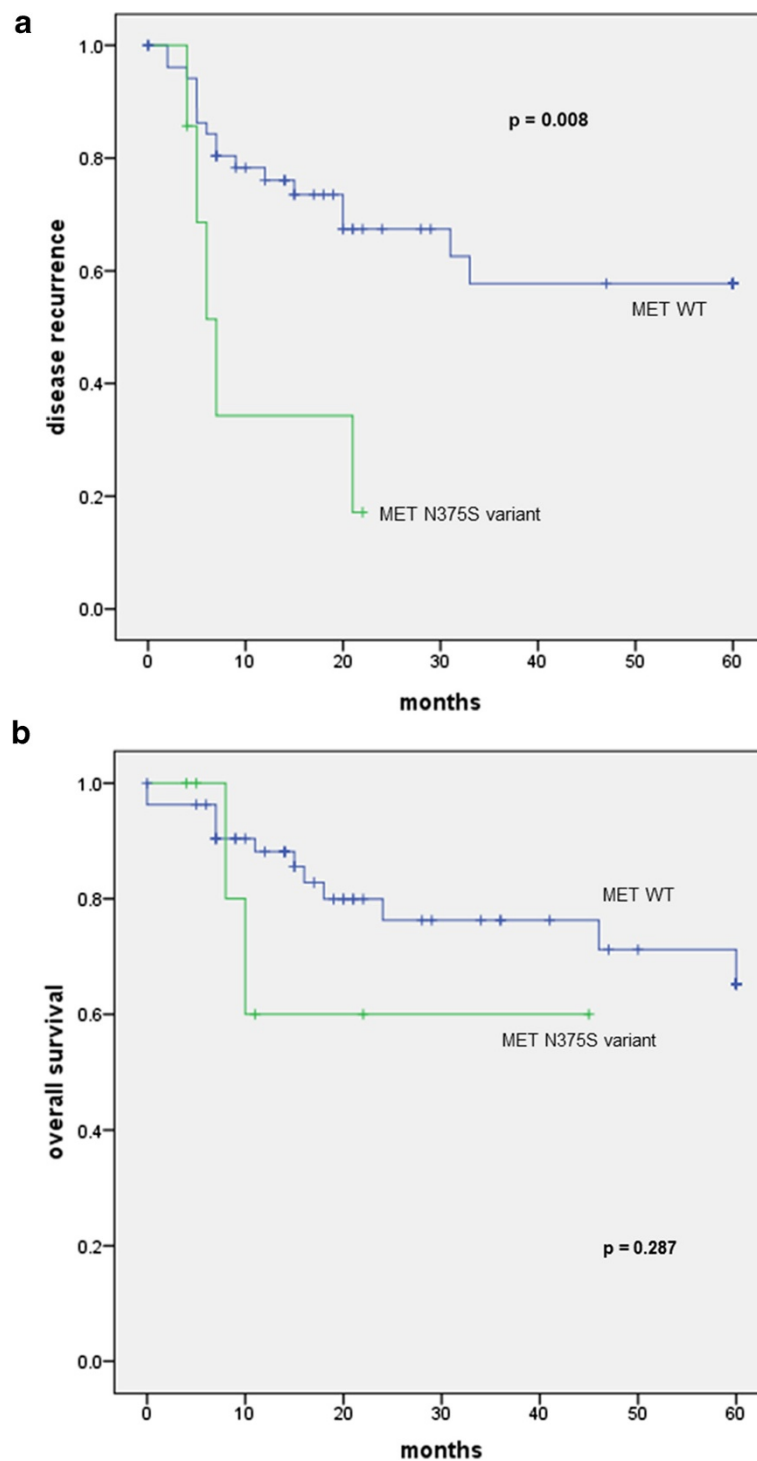 a
1.0
0.8
0.6
0.4
0.2
0.0
disease recurrence
p = 0.008
MET WT
MET N375S variant
0 10 20 30 40 50 60
months
b
1.0
0.8
0.6
0.4
0.2
0.0
overall survival
MET WT
MET N375S variant
p = 0.287
0 10 20 30 40 50 60
months